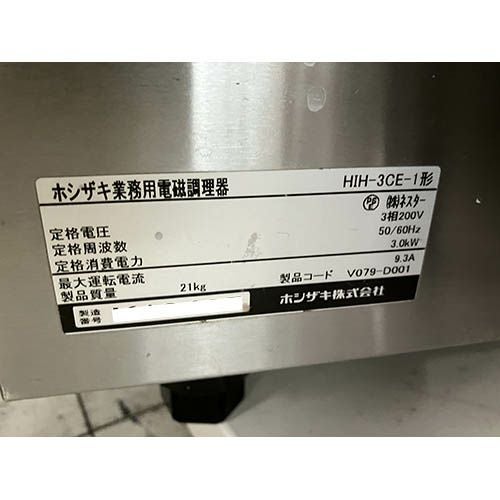 ホシザキ業務用電磁調理器 HIH-3CE-1形
PSE ㈱ネスター
定格電圧 3相200V
定格周波数 50/60Hz
定格消費電力 3.0kW
最大運転電流 9.3A
製品質量 21kg 製品コード V079-D001
製造番号 ホシザキ株式会社